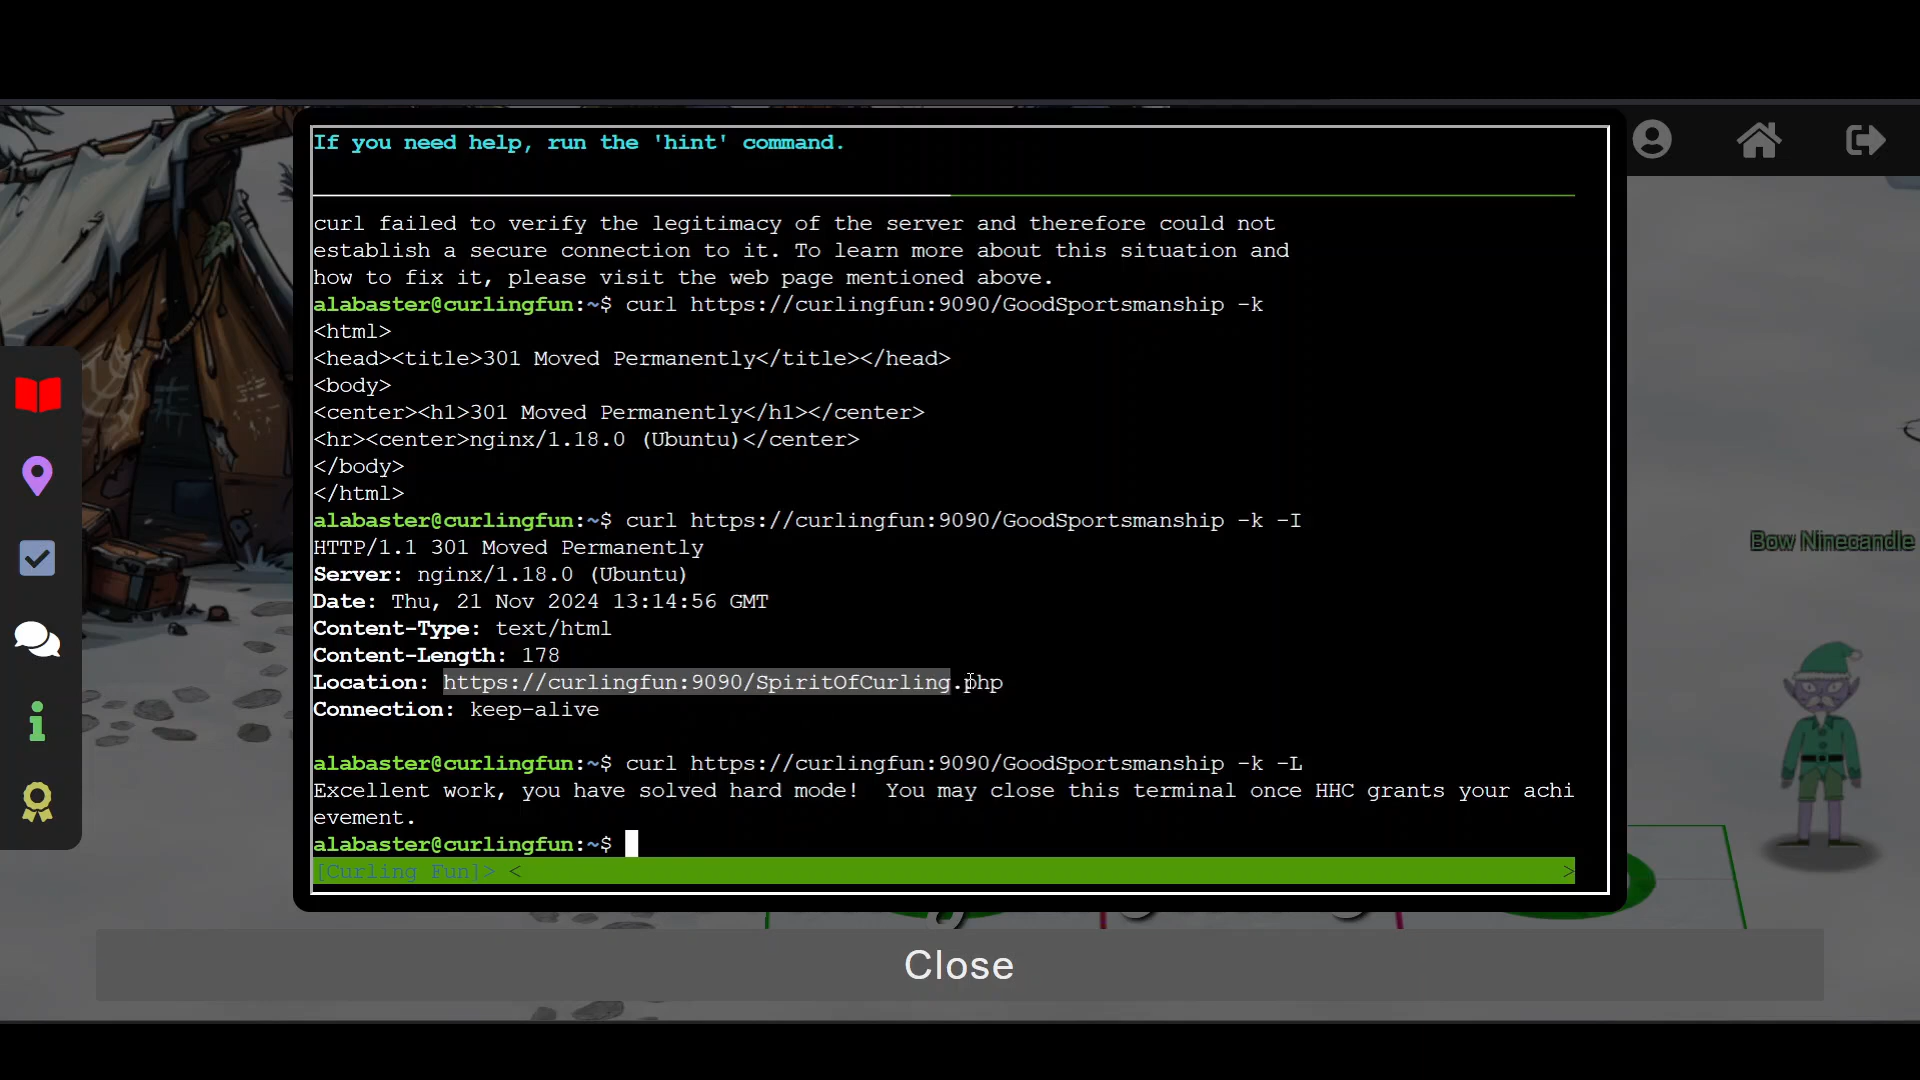 If you need help, run the 'hint' command.
curl failed to verify the legitimacy of the server and therefore could not
establish a secure connection to it. To learn more about this situation and
how to fix it, please visit the web page mentioned above.
alabaster@curlingfun:~$ curl https://curlingfun:9090/GoodSportsmanship -k
<html>
<head><title>301 Moved Permanently</title></head>
<body>
<center><h1>301 Moved Permanently</h1></center>
<hr><center>nginx/1.18.0 (Ubuntu)</center>
</body>
</html>
alabaster@curlingfun:~$ curl https://curlingfun:9090/GoodSportsmanship -k -I
HTTP/1.1 301 Moved Permanently
Server: nginx/1.18.0 (Ubuntu)
Date: Thu, 21 Nov 2024 13:14:56 GMT
Content-Type: text/html
Content-Length: 178
Location: https://curlingfun:9090/SpiritOfCurling.php
Connection: keep-alive
alabaster@curlingfun:~$ curl https://curlingfun:9090/GoodSportsmanship -k -L
Excellent work, you have solved hard mode!  You may close this terminal once HHC grants your achi
evement.
alabaster@curlingfun:~$
[Curling Fun]> < >
Bow Ninecandle
Close